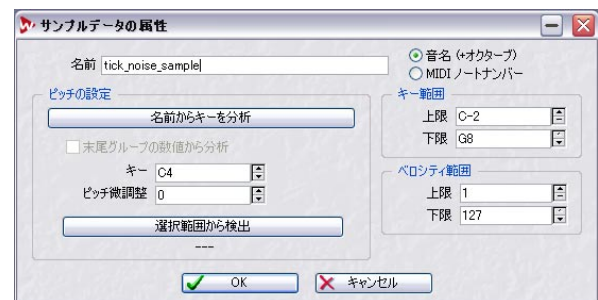 サンプルデータの属性
名前 tick_noise_sample
音名 (+オクターブ)
MIDI ノートナンバー
ピッチの設定
名前からキーを分析
末尾グループの数値から分析
キー C4
ピッチ微調整 0
選択範囲から検出
---
キー範囲
上限 C-2
下限 G8
ベロシティ範囲
上限 1
下限 127
OK
キャンセル